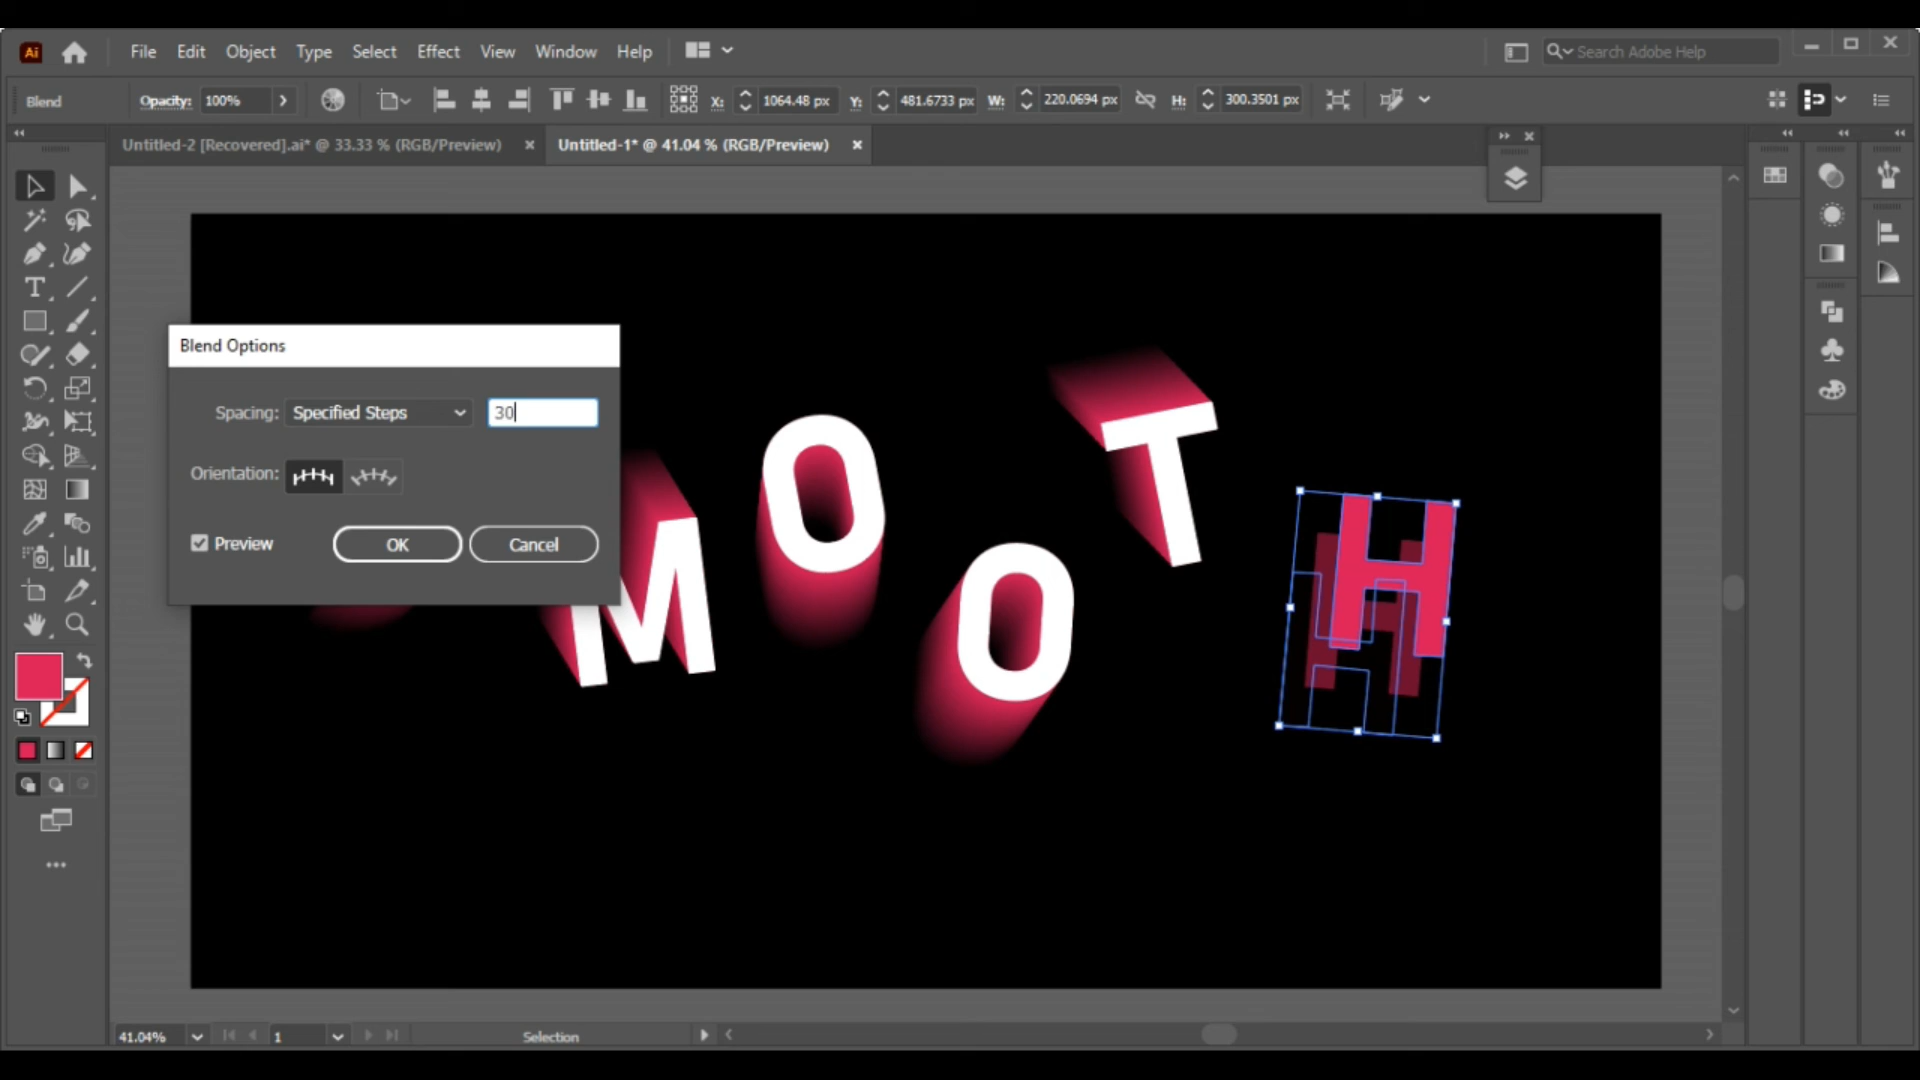 Ai File Edit Object Type Select Effect View Window Help Search Adobe Help
Blend Opacity: 100% X: 1064.48 px Y: 481.6733 px W: 220.0694 px H: 300.3501 px
Untitled-2 [Recovered].ai* @ 33.33 % (RGB/Preview) Untitled-1* @ 41.04 % (RGB/Preview)
Blend Options
Spacing: Specified Steps 30
Orientation:
Preview OK Cancel
M O O T H
41.04% 1 Selection